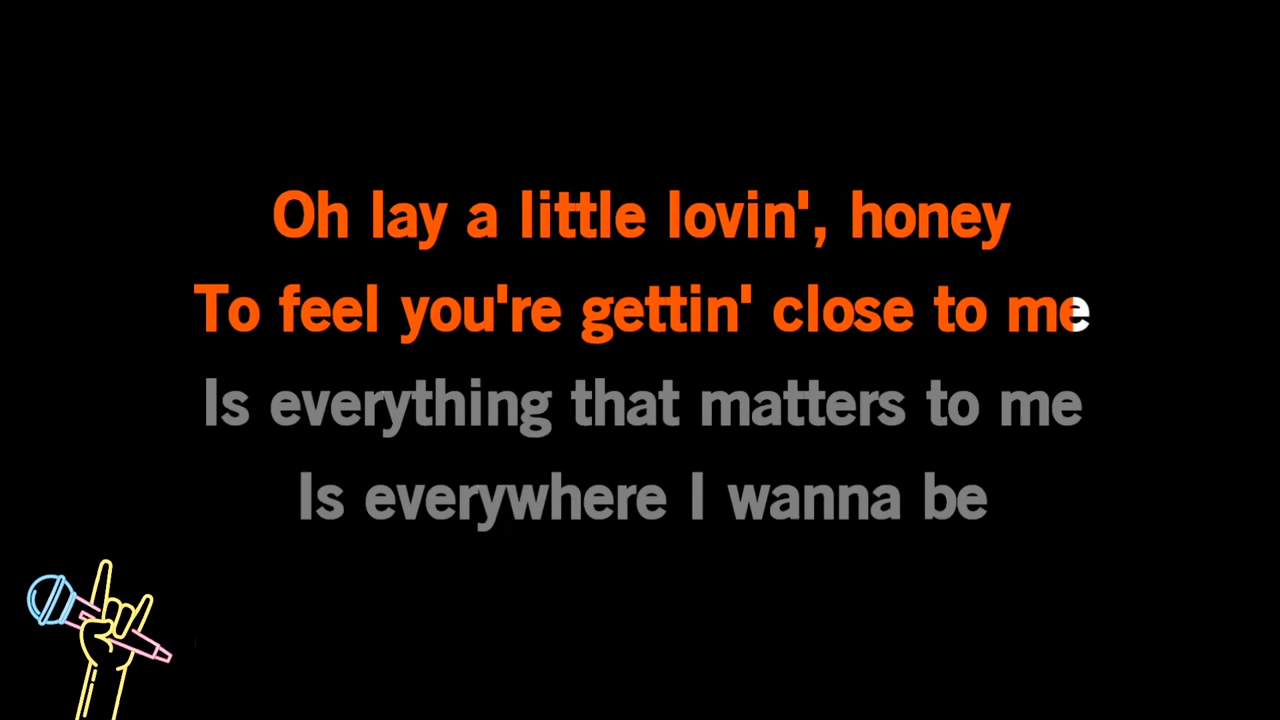 Oh lay a little lovin', honey
To feel you're gettin' close to me
Is everything that matters to me
Is everywhere I wanna be